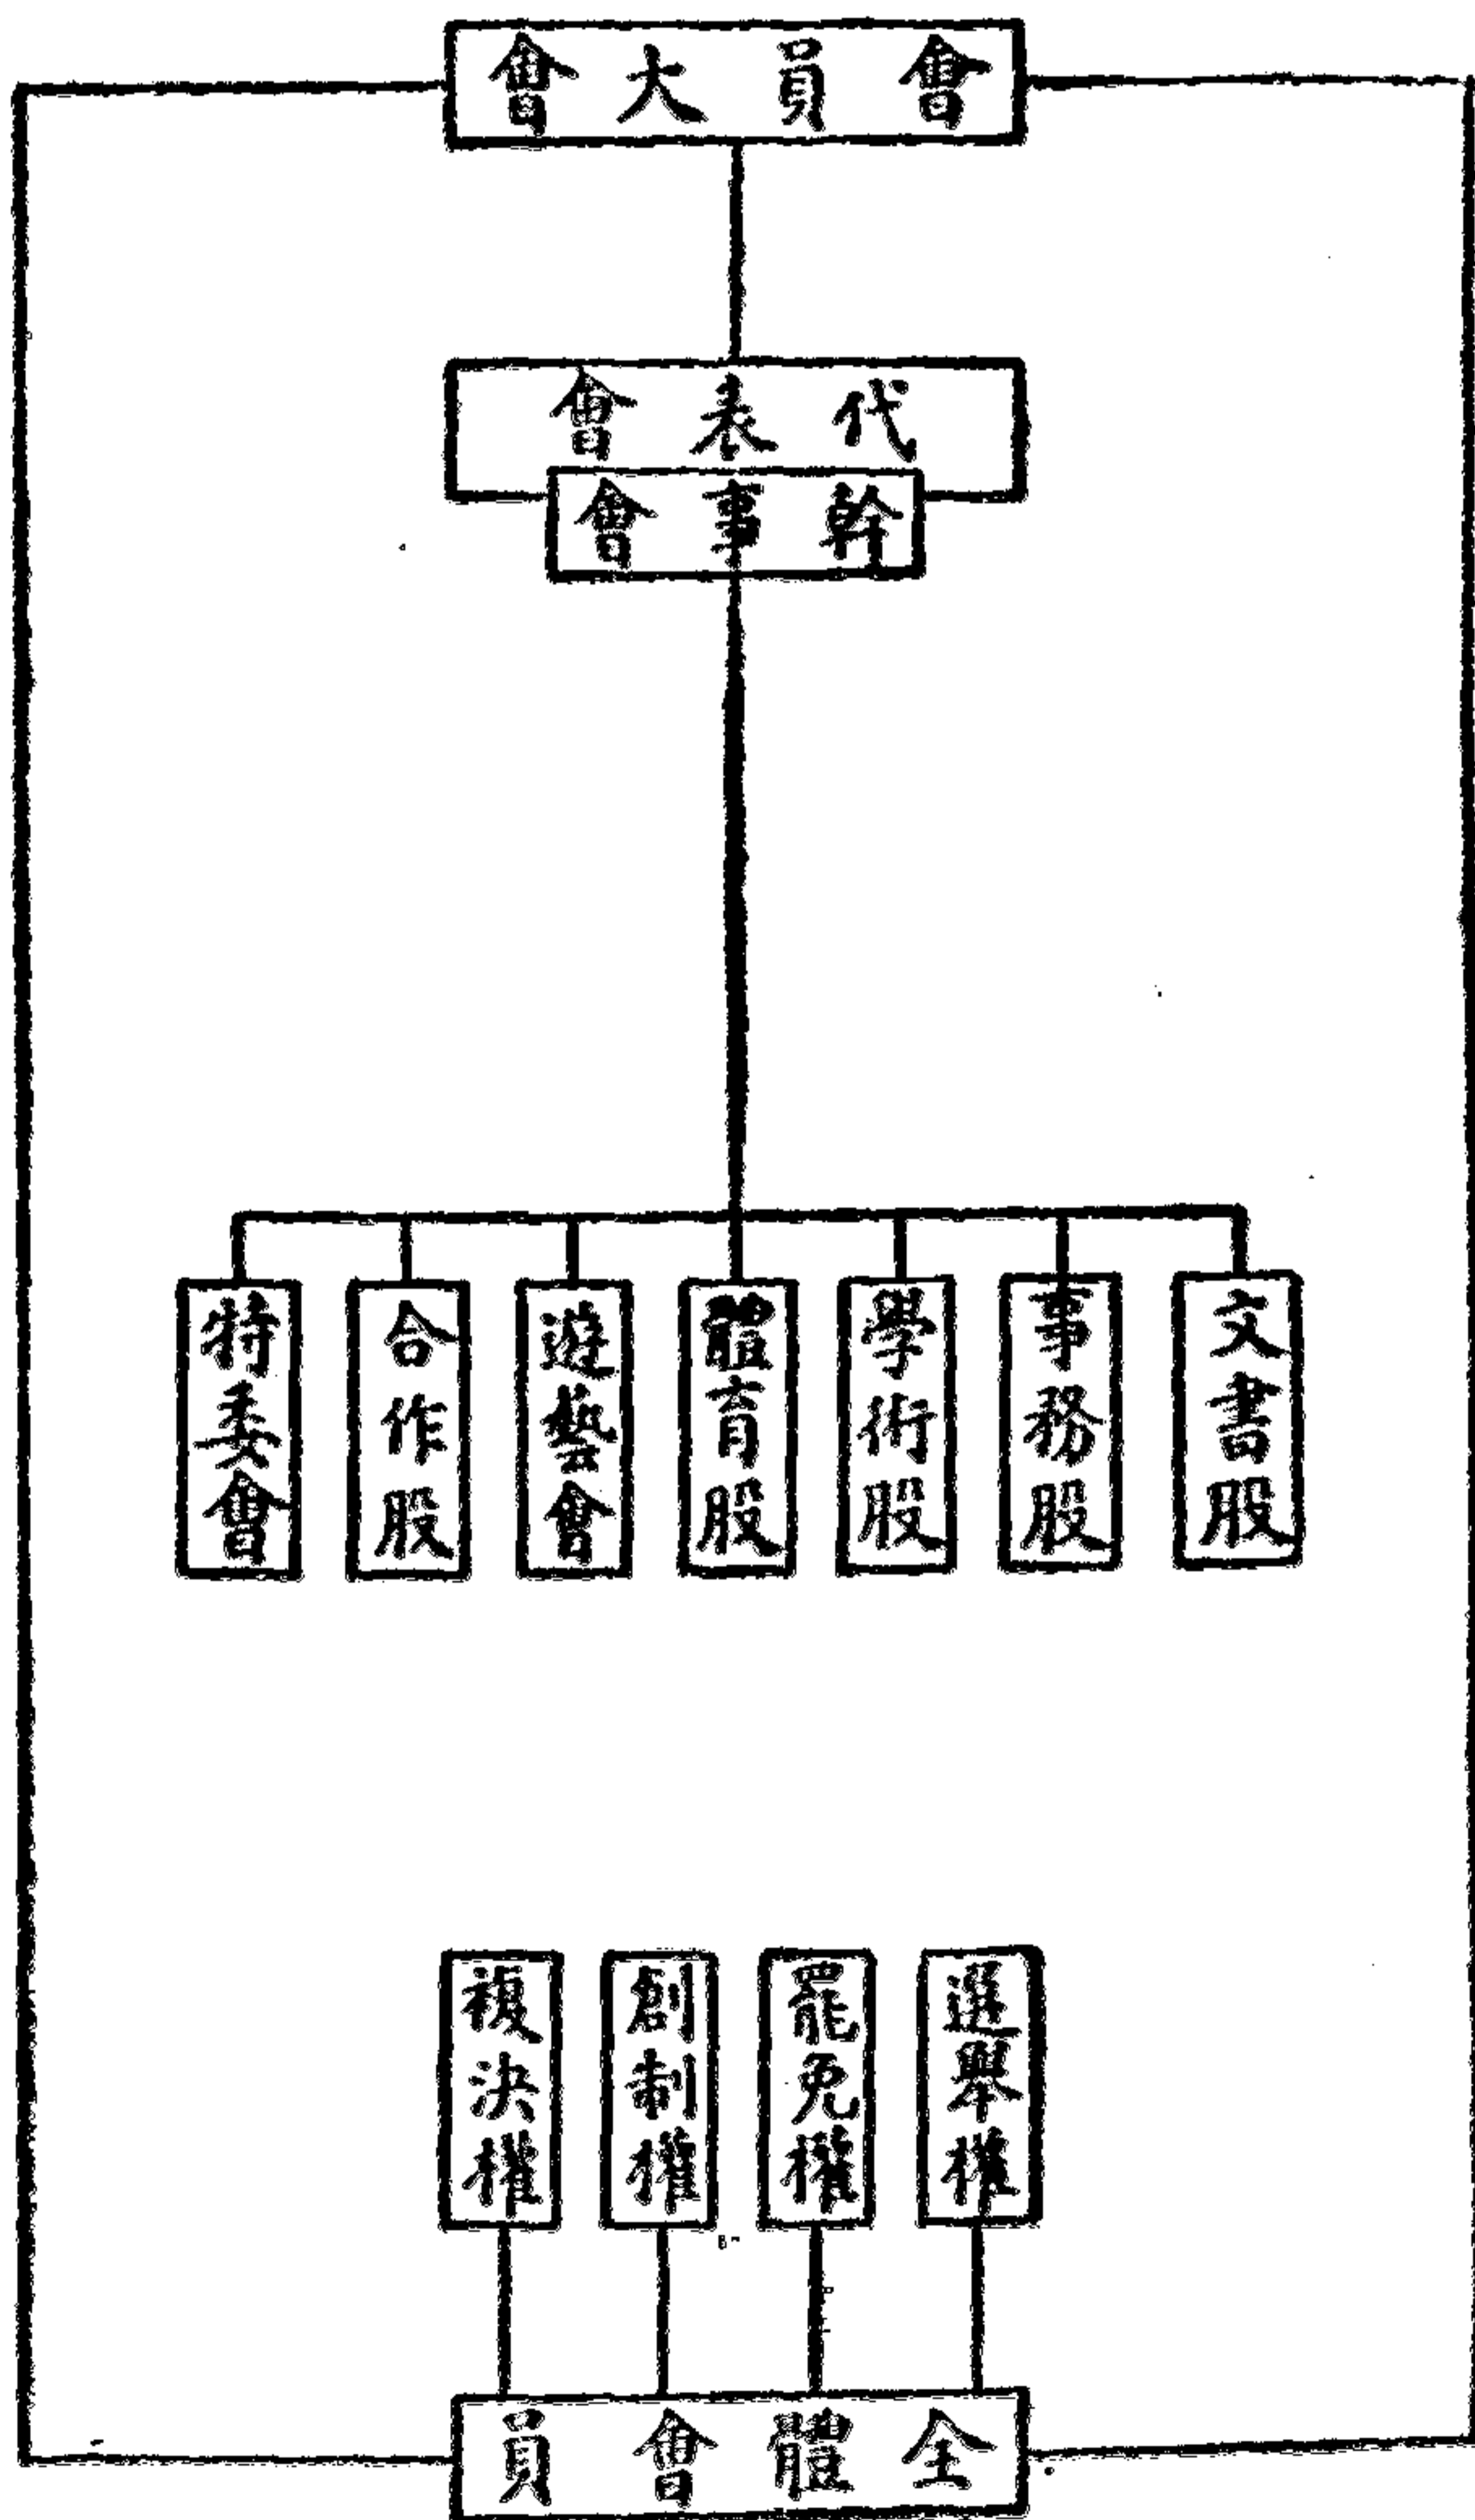 會員大會
代表會
幹事會
文書股
事務股
學術股
體育股
遊藝會
合作股
特委會
選舉權
罷免權
創制權
複決權
全體會員